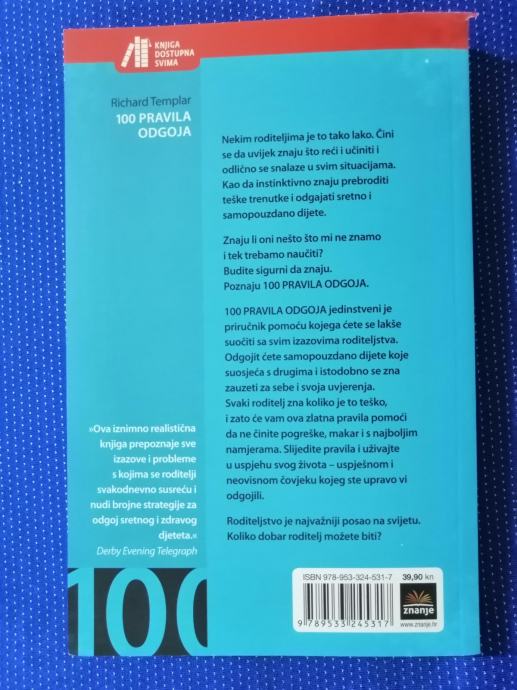 KNJIGA
DOSTUPNA
SVIMA
Richard Templar
100 PRAVILA
ODGOJA
Nekim roditeljima je to tako lako. Čini
se da uvijek znaju što reći i učiniti i
odlično se snalaze u svim situacijama.
Kao da instinktivno znaju prebroditi
teške trenutke i odgajati sretno i
samopouzdano dijete.
Znaju li oni nešto što mi ne znamo
i tek trebamo naučiti?
Budite sigurni da znaju.
Poznaju 100 PRAVILA ODGOJA.
100 PRAVILA ODGOJA jedinstveni je
priručnik pomoću kojega ćete se lakše
suočiti sa svim izazovima roditeljstva.
Odgojit ćete samopouzdano dijete koje
suosjeća s drugima i istodobno se zna
zauzeti za sebe i svoja uvjerenja.
Svaki roditelj zna koliko je to teško,
i zato će vam ova zlatna pravila pomoći
da ne činite pogreške, makar i s najboljim
namjerama. Slijedite pravila i uživajte
u uspjehu svog života – uspješnom i
neovisnom čovjeku kojeg ste upravo vi
odgojili.
Roditeljstvo je najvažniji posao na svijetu.
Koliko dobar roditelj možete biti?
»Ova iznimno realistična
knjiga prepoznaje sve
izazove i probleme
s kojima se roditelji
svakodnevno susreću i
nudi brojne strategije za
odgoj sretnog i zdravog
djeteta.«
Derby Evening Telegraph
100
ISBN 978-953-324-531-7
39,90 kn
9 789533 245317
znanje
www.znanje.hr